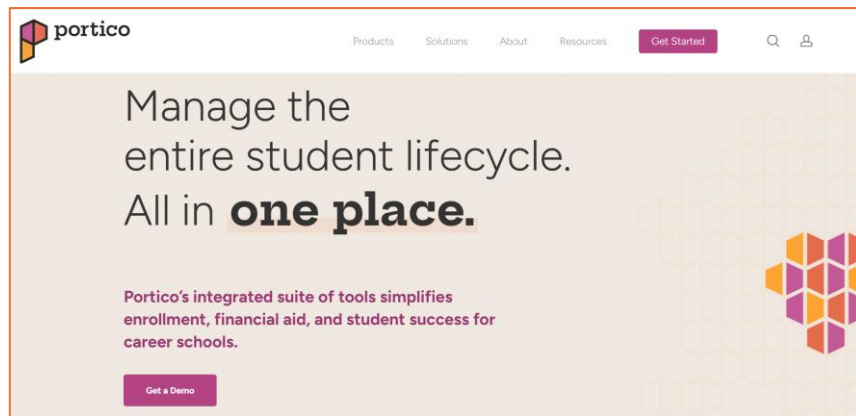 portico
Products Solutions About Resources Get Started
Manage the
entire student lifecycle.
All in one place.
Portico’s integrated suite of tools simplifies
enrollment, financial aid, and student success for
career schools.
Get a Demo